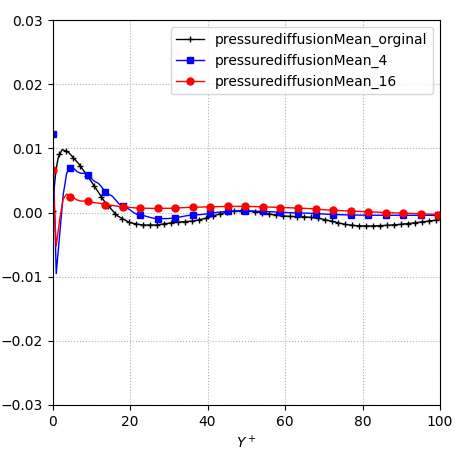 0.03
0.02
0.01
0.00
−0.01
−0.02
−0.03
pressurediffusionMean_orginal
pressurediffusionMean_4
pressurediffusionMean_16
0 20 40 60 80 100
Y⁺